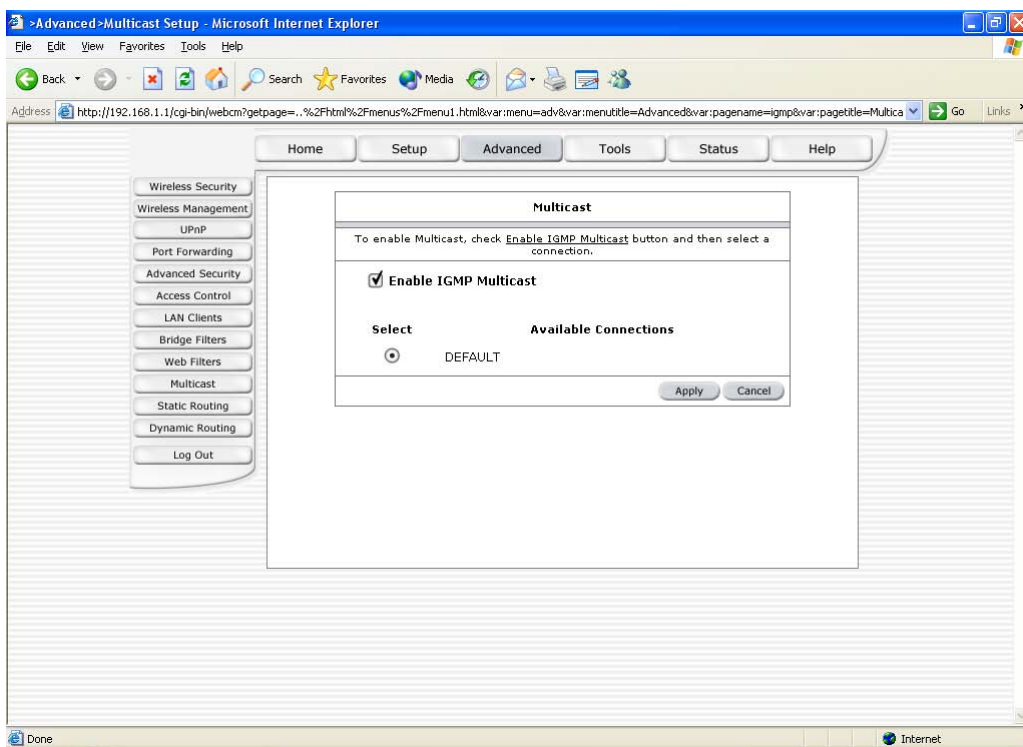 >Advanced>Multicast Setup - Microsoft Internet Explorer
File Edit View Favorites Tools Help
Back Search Favorites Media
Address http://192.168.1.1/cgi-bin/webcm?getpage=..%2Fhtml%2Fmenus%2Fmenu1.html&var:menu=adv&var:menutitle=Advanced&var:pagename=igmp&var:pagetitle=Multica Go Links
Home Setup Advanced Tools Status Help
Wireless Security
Wireless Management
UPnP
Port Forwarding
Advanced Security
Access Control
LAN Clients
Bridge Filters
Web Filters
Multicast
Static Routing
Dynamic Routing
Log Out
Multicast
To enable Multicast, check Enable IGMP Multicast button and then select a
connection.
Enable IGMP Multicast
Select Available Connections
DEFAULT
Apply Cancel
Done Internet